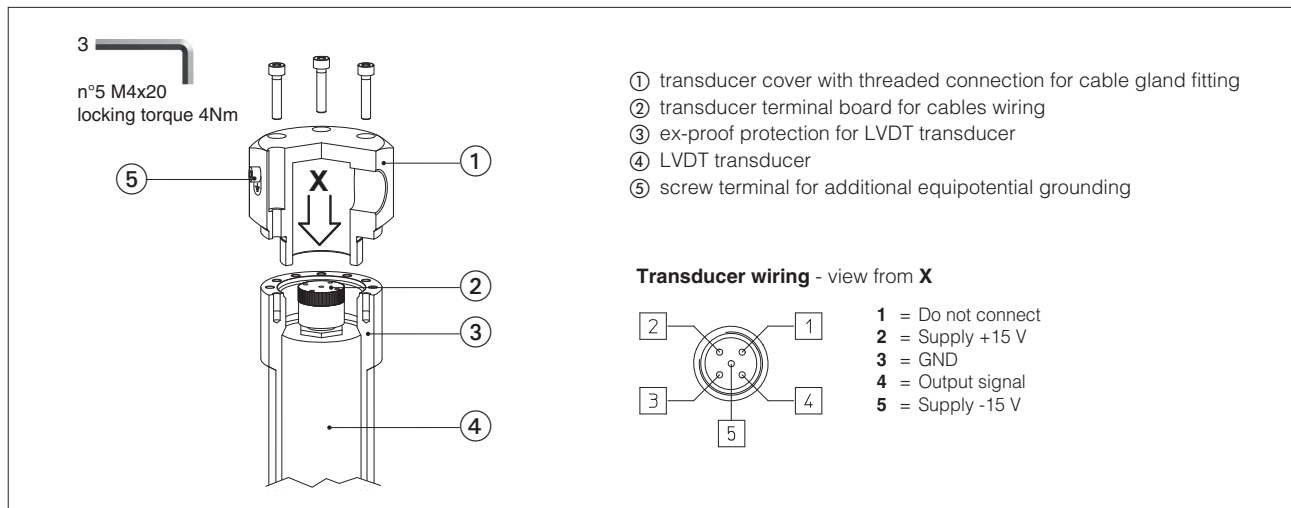 3
n°5 M4x20
locking torque 4Nm
1
5
X
2
3
4
① transducer cover with threaded connection for cable gland fitting
② transducer terminal board for cables wiring
③ ex-proof protection for LVDT transducer
④ LVDT transducer
⑤ screw terminal for additional equipotential grounding
Transducer wiring - view from X
2 1
3 4
5
1 = Do not connect
2 = Supply +15 V
3 = GND
4 = Output signal
5 = Supply -15 V